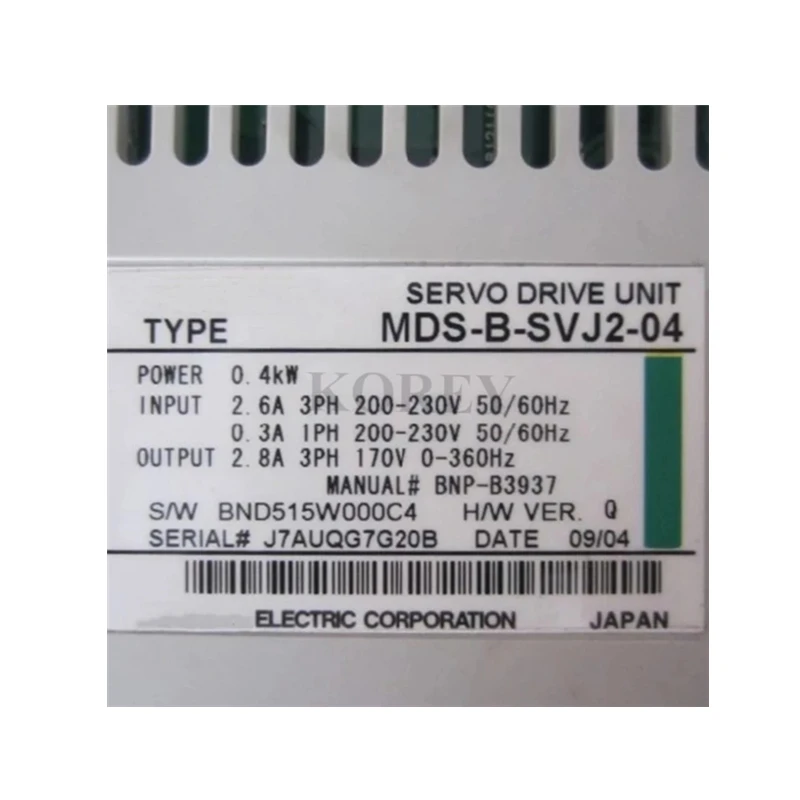 SERVO DRIVE UNIT
TYPE MDS-B-SVJ2-04
POWER 0.4kW
INPUT 2.6A 3PH 200-230V 50/60Hz
0.3A 1PH 200-230V 50/60Hz
OUTPUT 2.8A 3PH 170V 0-360Hz
MANUAL# BNP-B3937
S/W BND515W000C4 H/W VER. Q
SERIAL# J7AUQG7G20B DATE 09/04
ELECTRIC CORPORATION JAPAN
KOBEY